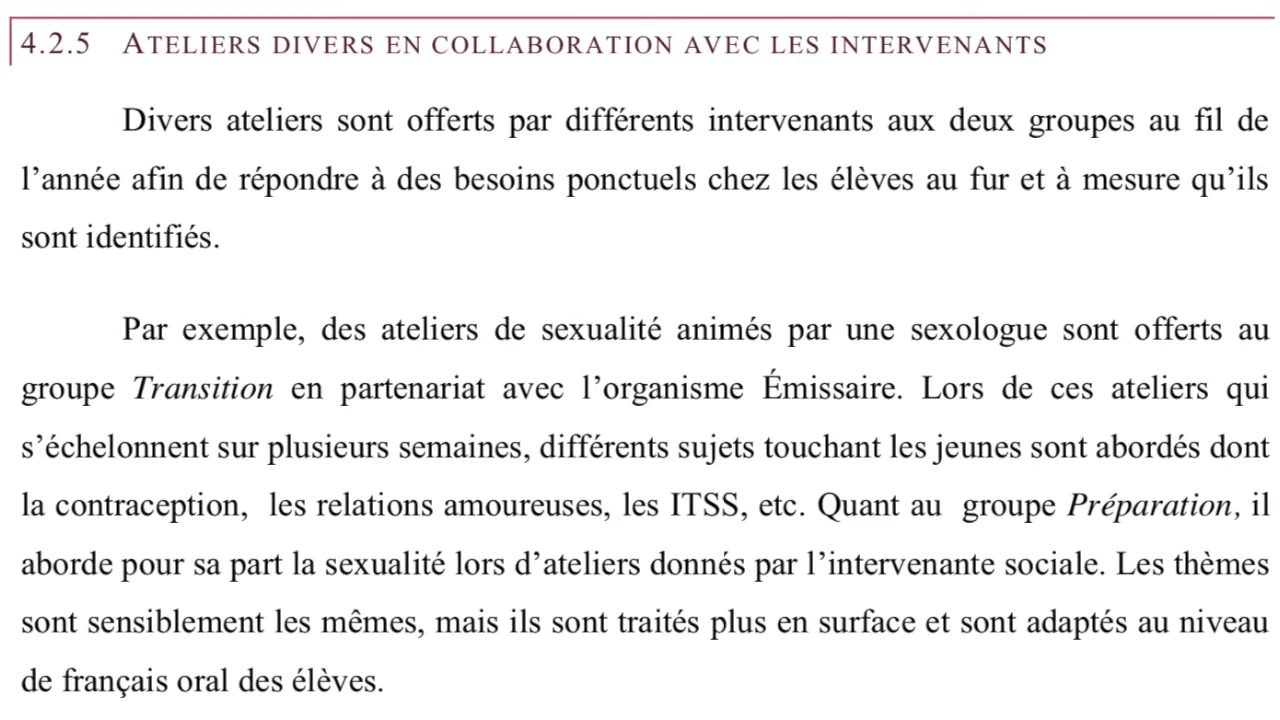 4.2.5 ATELIERS DIVERS EN COLLABORATION AVEC LES INTERVENANTS
Divers ateliers sont offerts par différents intervenants aux deux groupes au fil de
l’année afin de répondre à des besoins ponctuels chez les élèves au fur et à mesure qu’ils
sont identifiés.
Par exemple, des ateliers de sexualité animés par une sexologue sont offerts au
groupe Transition en partenariat avec l’organisme Émissaire. Lors de ces ateliers qui
s’échelonnent sur plusieurs semaines, différents sujets touchant les jeunes sont abordés dont
la contraception, les relations amoureuses, les ITSS, etc. Quant au groupe Préparation, il
aborde pour sa part la sexualité lors d’ateliers donnés par l’intervenante sociale. Les thèmes
sont sensiblement les mêmes, mais ils sont traités plus en surface et sont adaptés au niveau
de français oral des élèves.